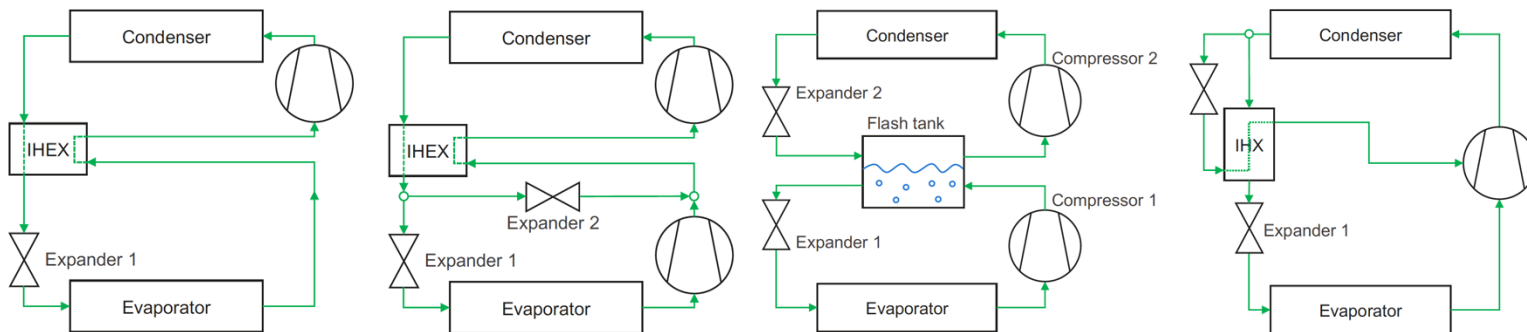 Condenser
IHEX
Expander 1
Evaporator
Condenser
IHEX
Expander 2
Expander 1
Evaporator
Condenser
Compressor 2
Expander 2
Flash tank
Compressor 1
Expander 1
Evaporator
Condenser
IHX
Expander 1
Evaporator